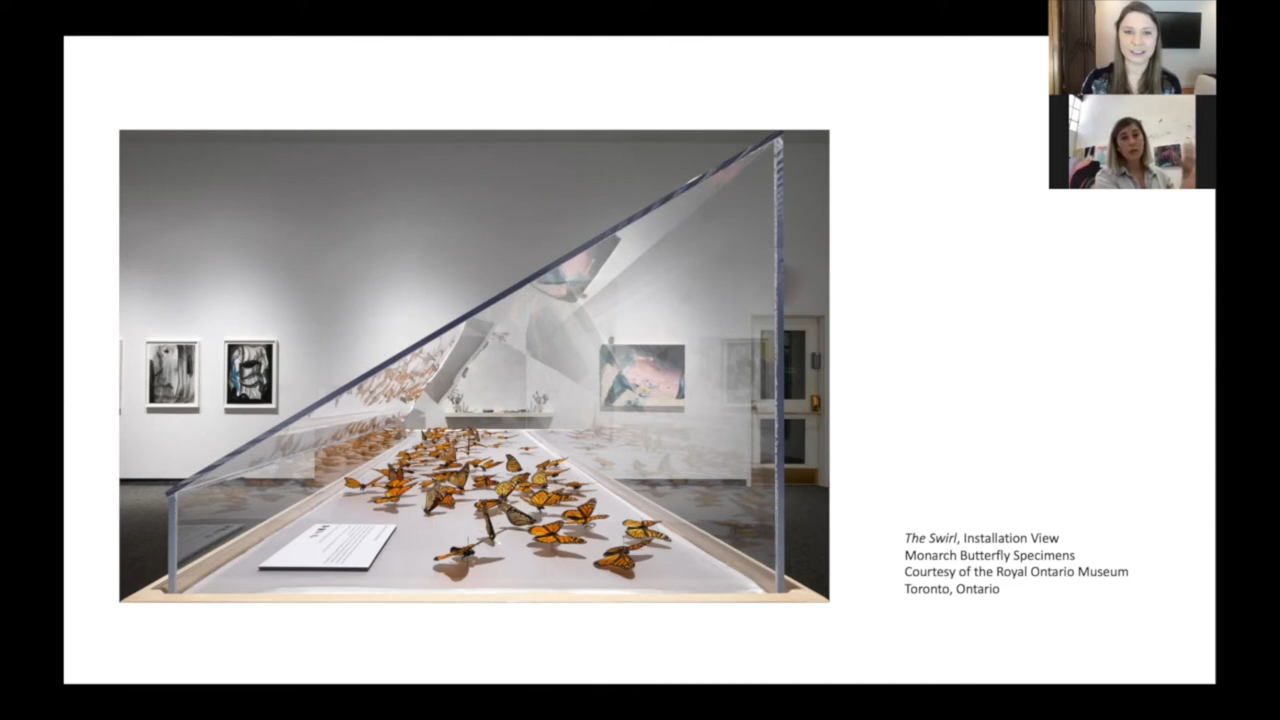 The Swirl, Installation View
Monarch Butterfly Specimens
Courtesy of the Royal Ontario Museum
Toronto, Ontario